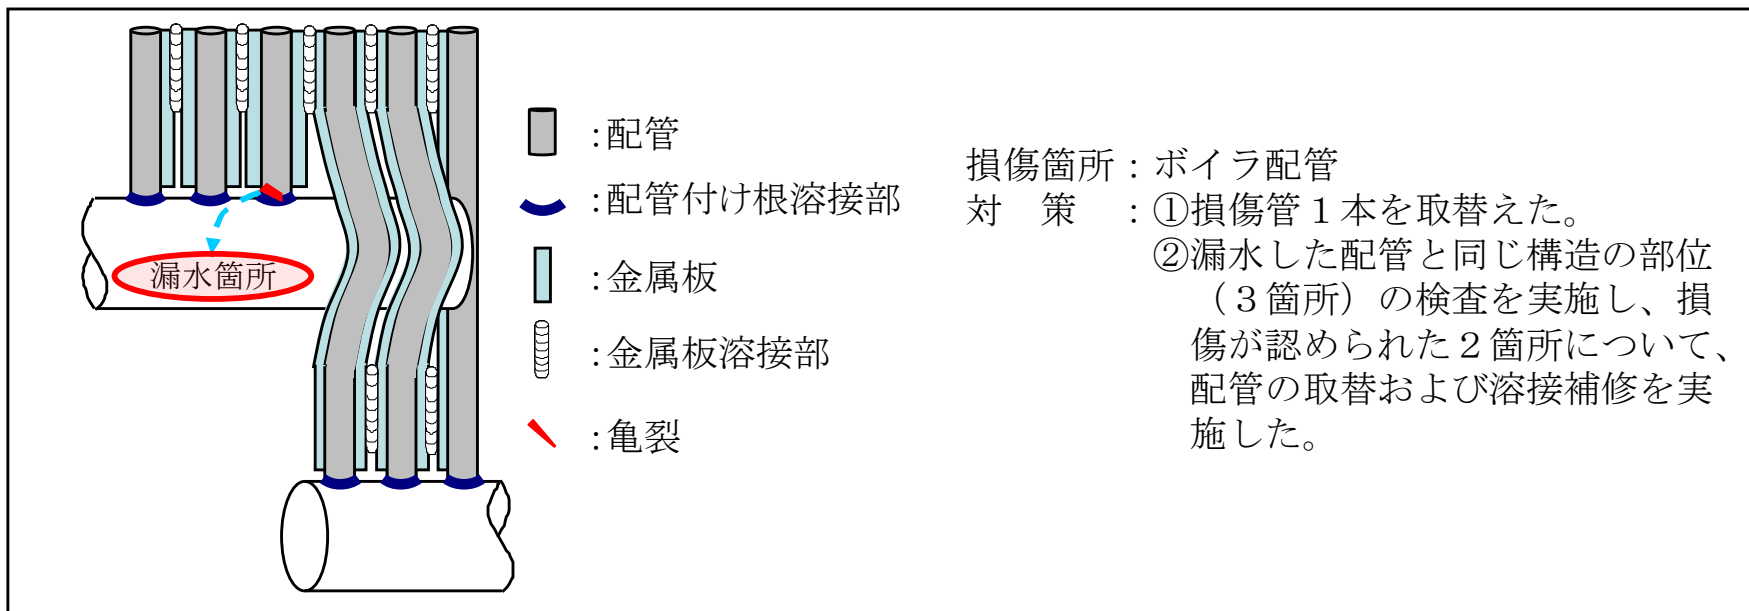 漏水箇所
:配管
:配管付け根溶接部
:金属板
:金属板溶接部
:亀裂
損傷箇所：ボイラ配管
対　策　：①損傷管１本を取替えた。
②漏水した配管と同じ構造の部位
（３箇所）の検査を実施し、損
傷が認められた２箇所について、
配管の取替および溶接補修を実
施した。